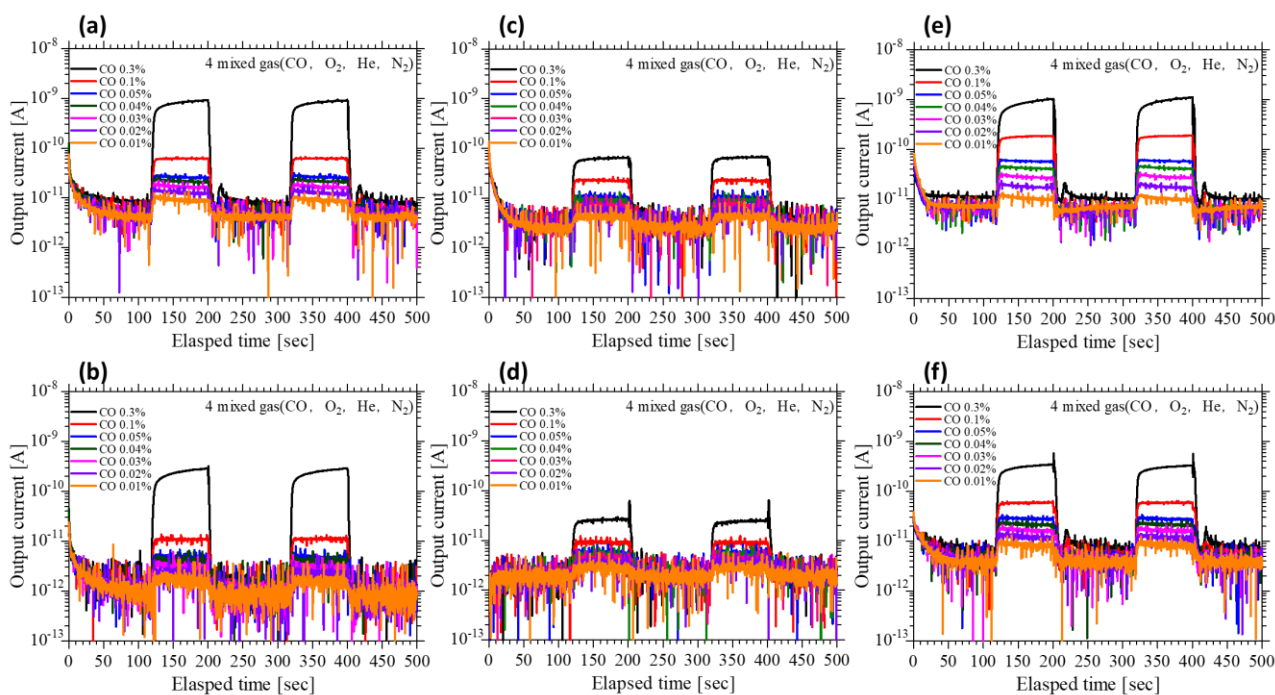 (a)
10⁻⁸
10⁻⁹
10⁻¹⁰
10⁻¹¹
10⁻¹²
10⁻¹³
Output current [A]
4 mixed gas(CO, O₂, He, N₂)
CO 0.3%
CO 0.1%
CO 0.05%
CO 0.04%
CO 0.03%
CO 0.02%
CO 0.01%
0 50 100 150 200 250 300 350 400 450 500
Elasped time [sec]
(c)
10⁻⁸
10⁻⁹
10⁻¹⁰
10⁻¹¹
10⁻¹²
10⁻¹³
Output current [A]
4 mixed gas(CO, O₂, He, N₂)
CO 0.3%
CO 0.1%
CO 0.05%
CO 0.04%
CO 0.03%
CO 0.02%
CO 0.01%
0 50 100 150 200 250 300 350 400 450 500
Elapsed time [sec]
(e)
10⁻⁸
10⁻⁹
10⁻¹⁰
10⁻¹¹
10⁻¹²
10⁻¹³
Output current [A]
4 mixed gas(CO, O₂, He, N₂)
CO 0.3%
CO 0.1%
CO 0.05%
CO 0.04%
CO 0.03%
CO 0.02%
CO 0.01%
0 50 100 150 200 250 300 350 400 450 500
Elasped time [sec]
(b)
10⁻⁸
10⁻⁹
10⁻¹⁰
10⁻¹¹
10⁻¹²
10⁻¹³
Output current [A]
4 mixed gas(CO, O₂, He, N₂)
CO 0.3%
CO 0.1%
CO 0.05%
CO 0.04%
CO 0.03%
CO 0.02%
CO 0.01%
0 50 100 150 200 250 300 350 400 450 500
Elasped time [sec]
(d)
10⁻⁸
10⁻⁹
10⁻¹⁰
10⁻¹¹
10⁻¹²
10⁻¹³
Output current [A]
4 mixed gas(CO, O₂, He, N₂)
CO 0.3%
CO 0.1%
CO 0.05%
CO 0.04%
CO 0.03%
CO 0.02%
CO 0.01%
0 50 100 150 200 250 300 350 400 450 500
Elasped time [sec]
(f)
10⁻⁸
10⁻⁹
10⁻¹⁰
10⁻¹¹
10⁻¹²
10⁻¹³
Output current [A]
4 mixed gas(CO, O₂, He, N₂)
CO 0.3%
CO 0.1%
CO 0.05%
CO 0.04%
CO 0.03%
CO 0.02%
CO 0.01%
0 50 100 150 200 250 300 350 400 450 500
Elasped time [sec]